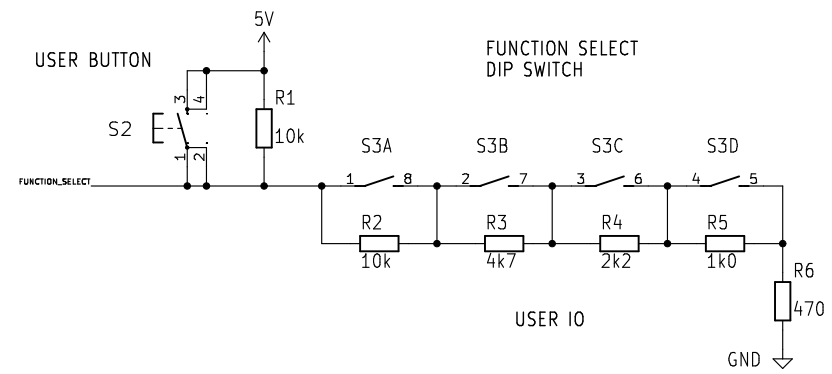 5V
USER BUTTON
FUNCTION SELECT
DIP SWITCH
3
4
R1
S2
10k
1
2
S3A
S3B
S3C
S3D
FUNCTION_SELECT
1
8
2
7
3
6
4
5
R2
R3
R4
R5
10k
4k7
2k2
1k0
R6
470
USER IO
GND